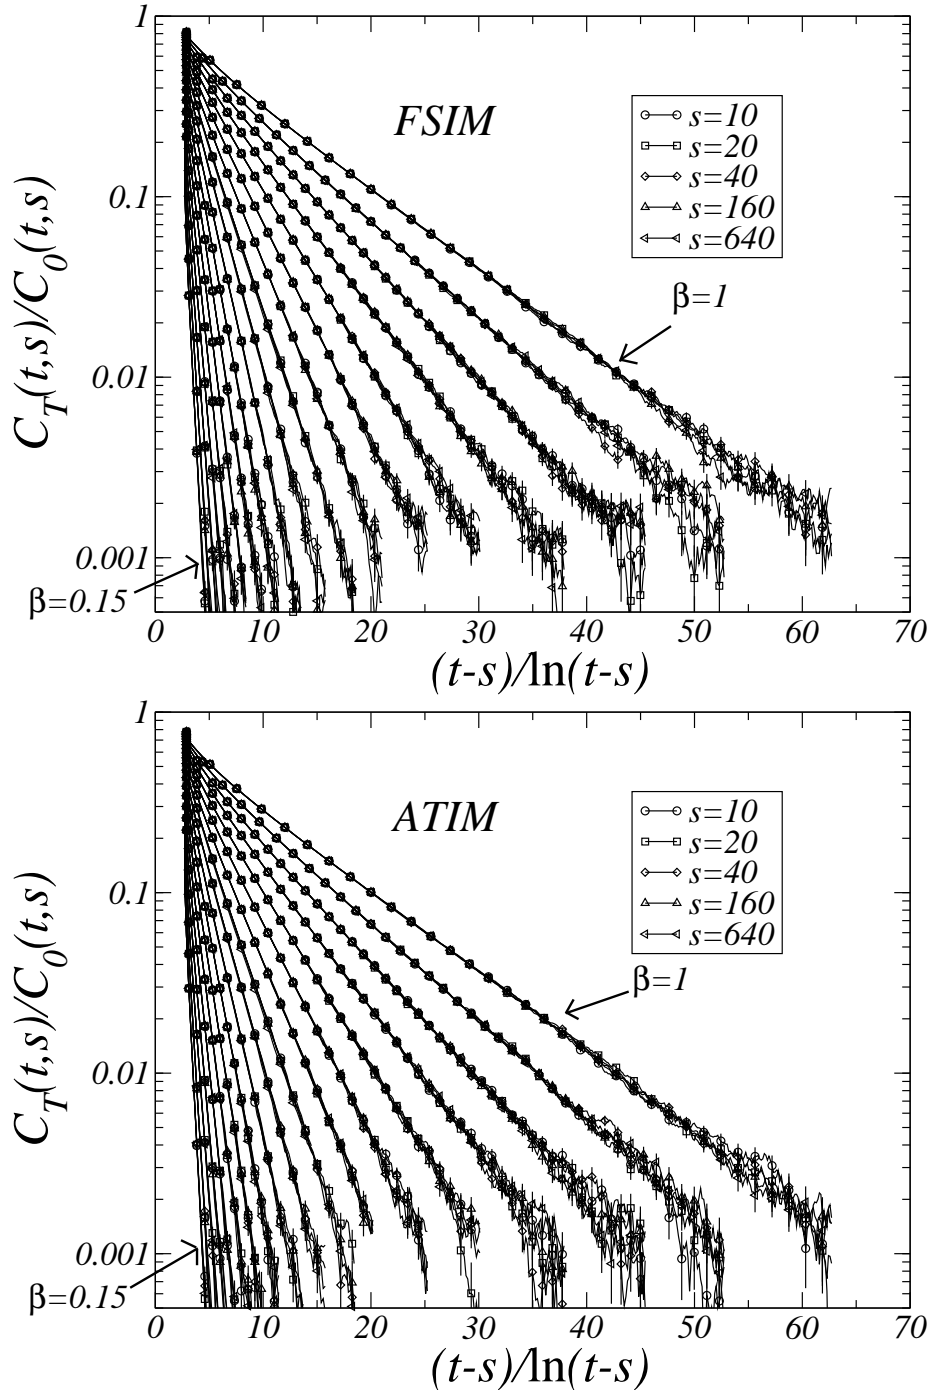 1
FSIM
s=10
s=20
s=40
s=160
s=640
0.1
C_T(t,s)/C_0(t,s)
β=1
0.01
0.001
β=0.15
0 10 20 30 40 50 60 70
(t-s)/ln(t-s)
1
ATIM
s=10
s=20
s=40
s=160
s=640
0.1
C_T(t,s)/C_0(t,s)
β=1
0.01
0.001
β=0.15
0 10 20 30 40 50 60 70
(t-s)/ln(t-s)